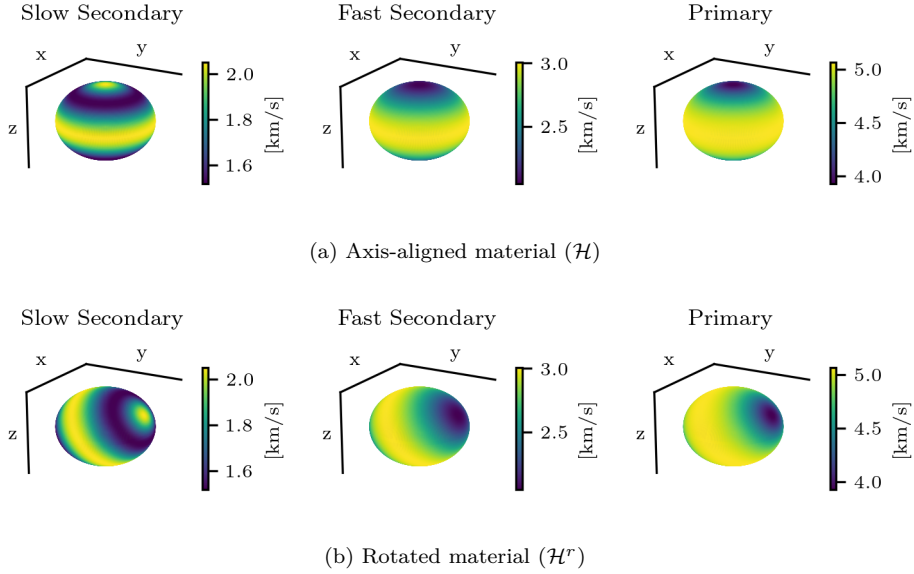 Slow Secondary
Fast Secondary
Primary
x y z
2.0
1.8
1.6
[km/s]
x y z
3.0
2.5
[km/s]
x y z
5.0
4.5
4.0
[km/s]
(a) Axis-aligned material (ℋ)
Slow Secondary
Fast Secondary
Primary
x y z
2.0
1.8
1.6
[km/s]
x y z
3.0
2.5
[km/s]
x y z
5.0
4.5
4.0
[km/s]
(b) Rotated material (ℋʳ)